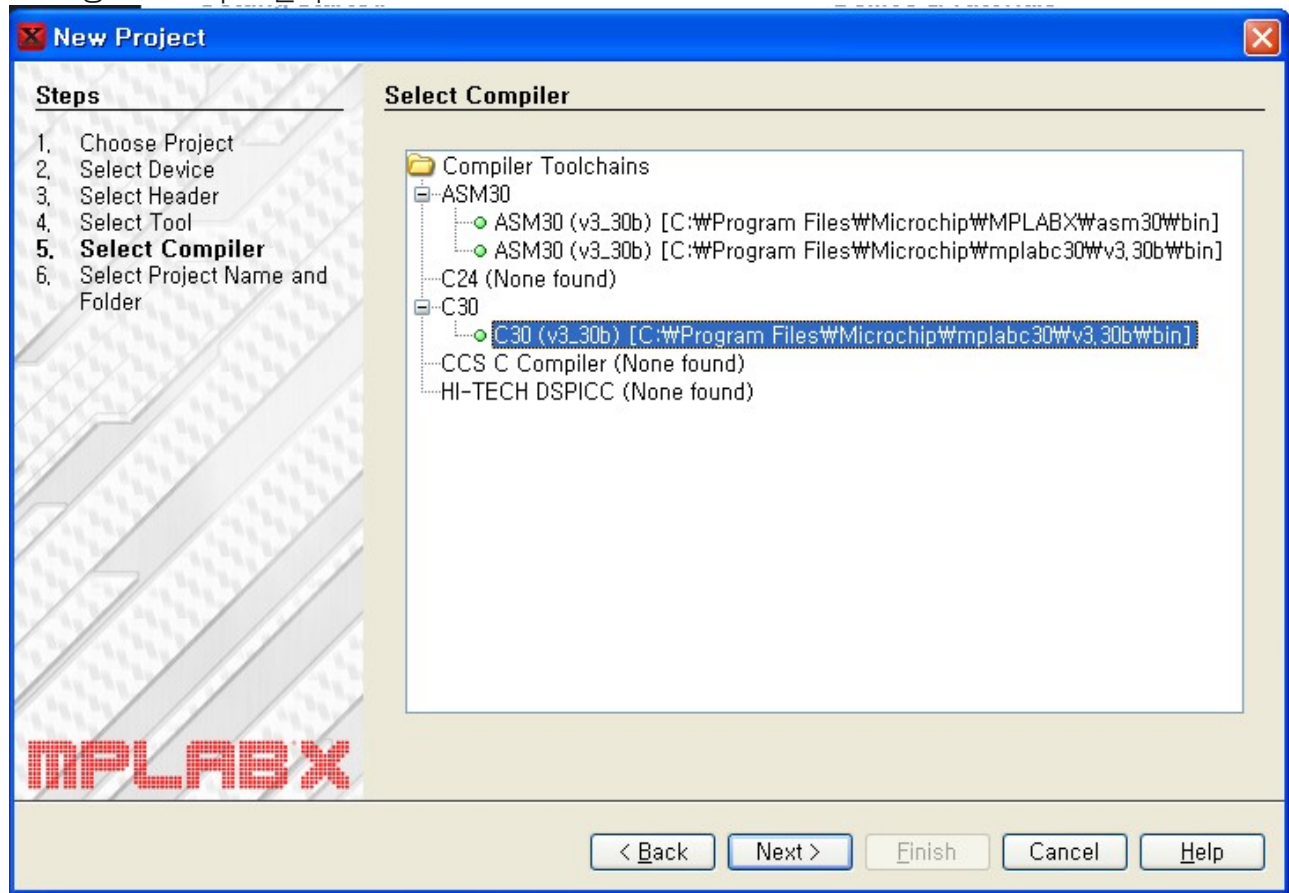 New Project
Steps
1. Choose Project
2. Select Device
3. Select Header
4. Select Tool
5. Select Compiler
6. Select Project Name and
Folder
Select Compiler
Compiler Toolchains
ASM30
ASM30 (v3_30b) [C:₩Program Files₩Microchip₩MPLABX₩asm30₩bin]
ASM30 (v3_30b) [C:₩Program Files₩Microchip₩mplabc30₩v3,30b₩bin]
C24 (None found)
C30
C30 (v3_30b) [C:₩Program Files₩Microchip₩mplabc30₩v3,30b₩bin]
CCS C Compiler (None found)
HI-TECH DSPICC (None found)
MPLAB X
< Back
Next >
Finish
Cancel
Help